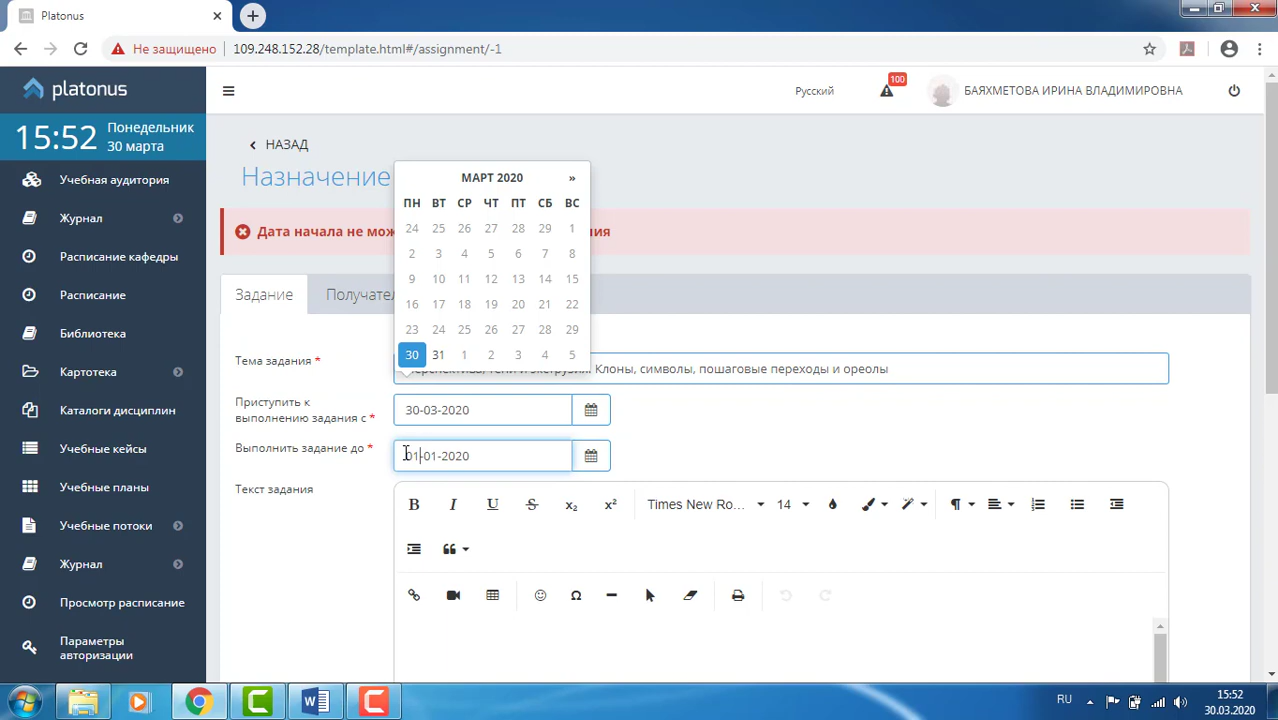 Platonus
Не защищено
109.248.152.28/template.html#/assignment/-1
platonus
Русский
100
БАЯХМЕТОВА ИРИНА ВЛАДИМИРОВНА
15:52
Понедельник
30 марта
Учебная аудитория
Журнал
Расписание кафедры
Расписание
Библиотека
Картотека
Каталоги дисциплин
Учебные кейсы
Учебные планы
Учебные потоки
Журнал
Просмотр расписание
Параметры
авторизации
НАЗАД
Назначение
Дата начала не мож
ния
МАРТ 2020 »
ПН ВТ СР ЧТ ПТ СБ ВС
24 25 26 27 28 29 1
2 3 4 5 6 7 8
9 10 11 12 13 14 15
16 17 18 19 20 21 22
23 24 25 26 27 28 29
30 31 1 2 3 4 5
Задание
Получател
Тема задания *
Клоны, символы, пошаговые переходы и ореолы
Приступить к
выполнению задания с *
30-03-2020
Выполнить задание до *
01-01-2020
Текст задания
B I U S x₂ x²
Times New Ro...
14
RU
15:52
30.03.2020